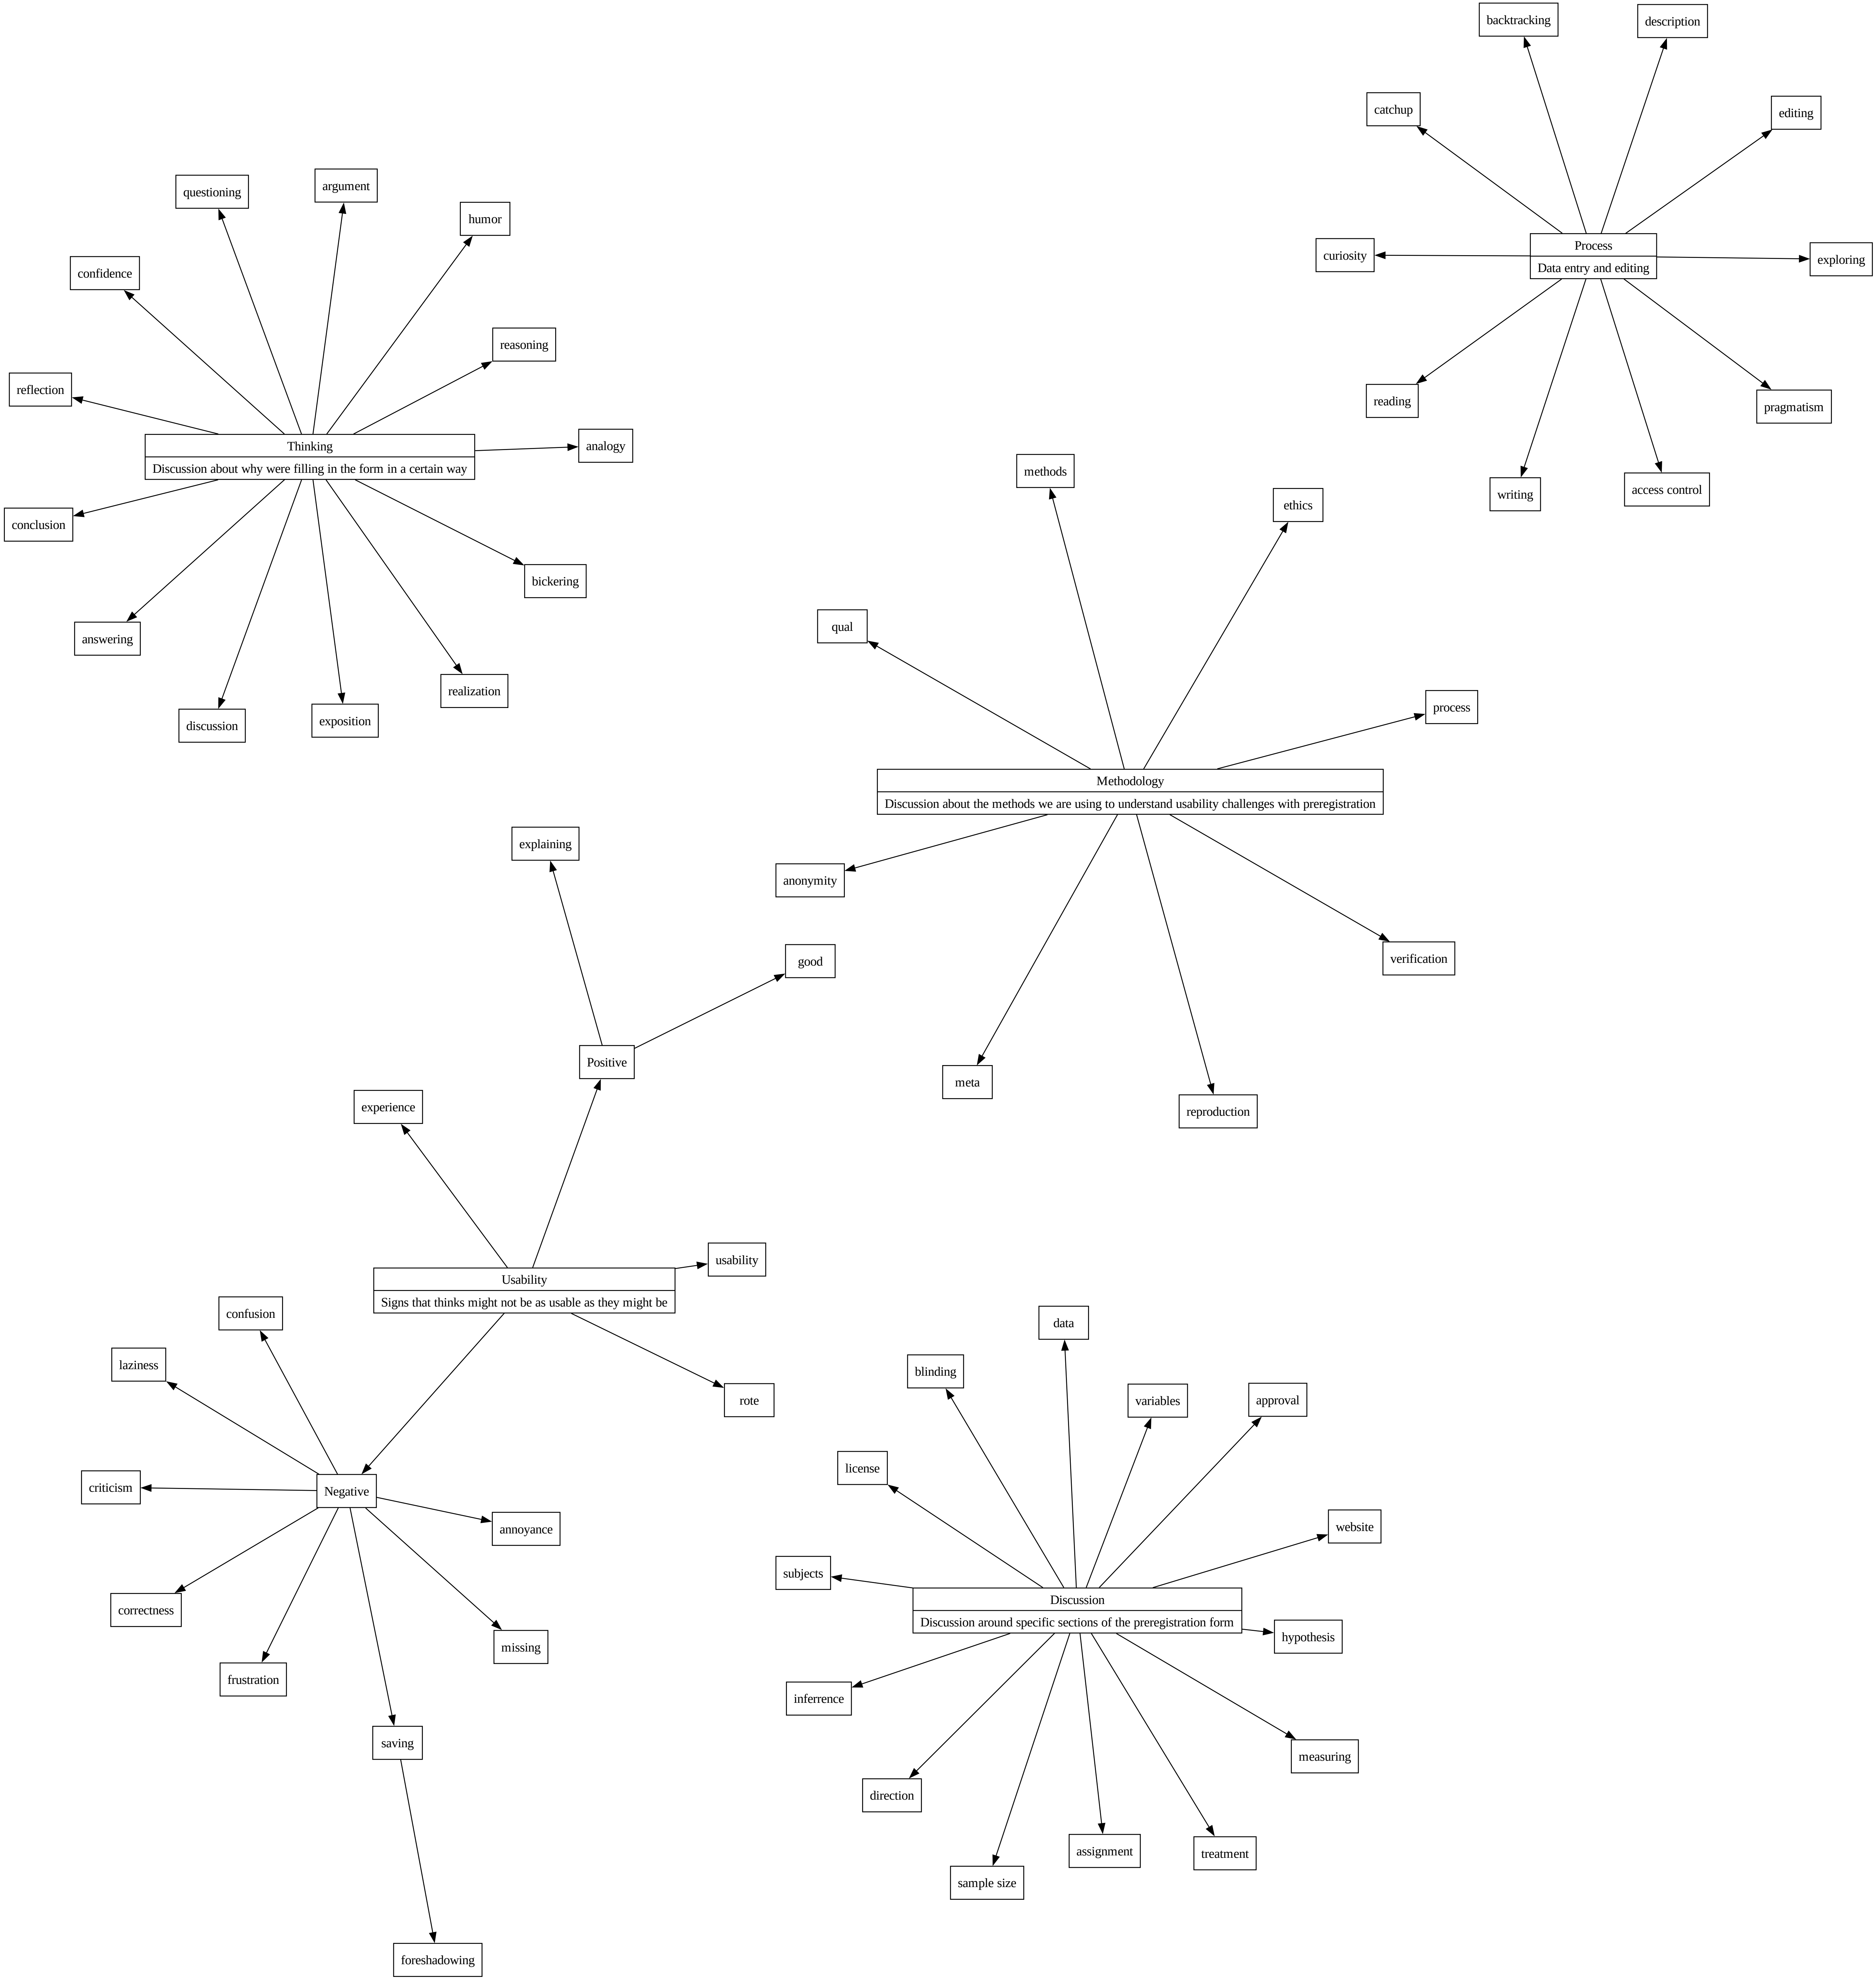 backtracking
description
catchup
editing
questioning
argument
humor
confidence
Process
Data entry and editing
curiosity
exploring
reasoning
reflection
reading
pragmatism
Thinking
Discussion about why were filling in the form in a certain way
analogy
methods
writing
access control
ethics
conclusion
bickering
qual
answering
realization
process
discussion
exposition
Methodology
Discussion about the methods we are using to understand usability challenges with preregistration
explaining
anonymity
good
verification
Positive
meta
experience
reproduction
usability
Usability
Signs that thinks might not be as usable as they might be
confusion
data
laziness
blinding
variables
approval
rote
license
criticism
Negative
annoyance
website
subjects
Discussion
Discussion around specific sections of the preregistration form
correctness
missing
hypothesis
frustration
inferrence
saving
measuring
direction
assignment
treatment
sample size
foreshadowing